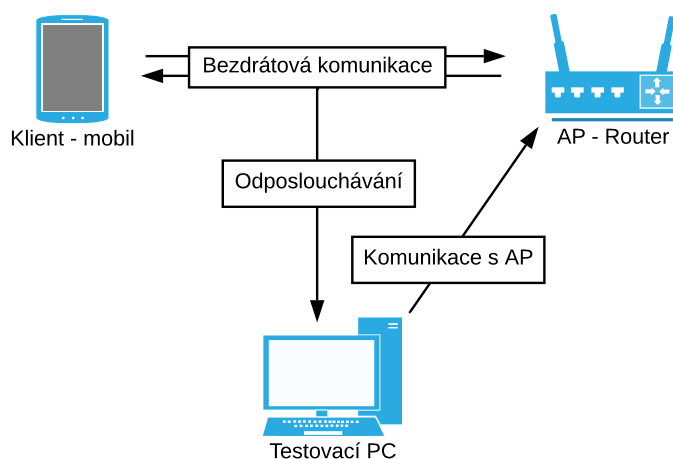 Bezdrátová komunikace
Klient - mobil
AP - Router
Odposlouchávání
Komunikace s AP
Testovací PC